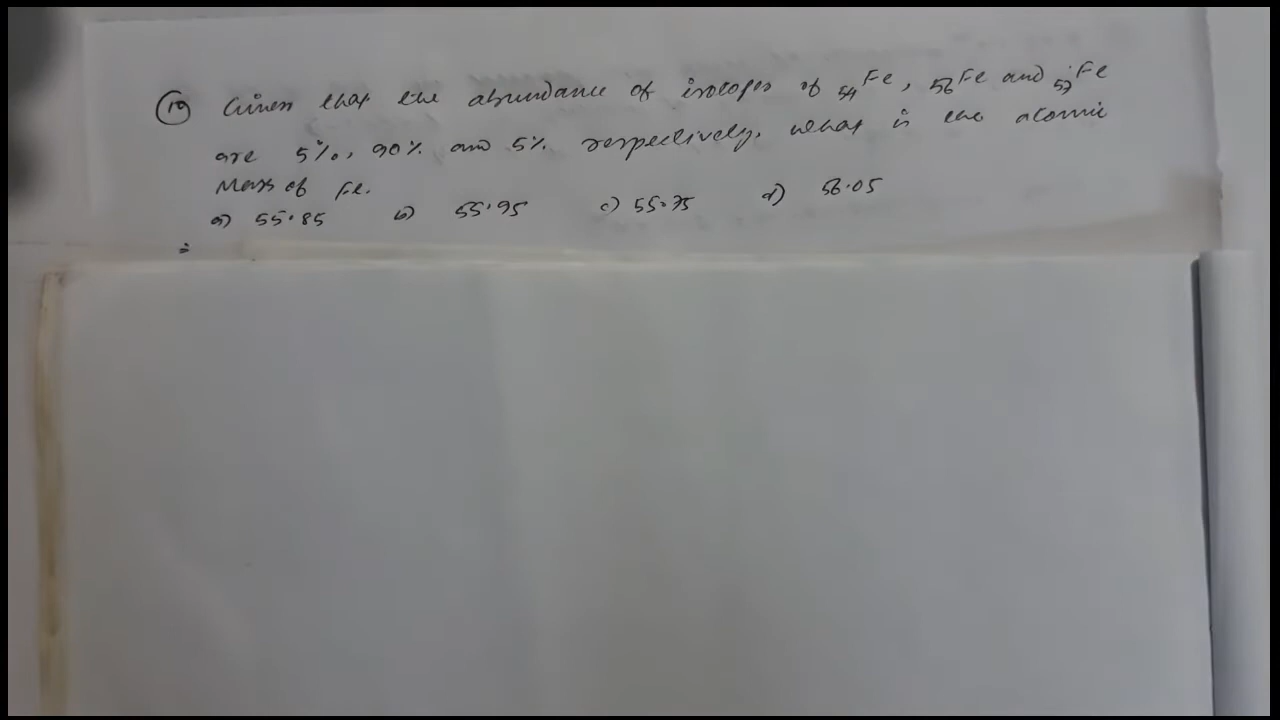 (19) Given that the abundance of isotopes of 54Fe, 56Fe and 57Fe
are 5%, 90% and 5% respectively, what is the atomic
Mass of Fe.
a) 55.85 b) 55.95 c) 55.75 d) 56.05
=